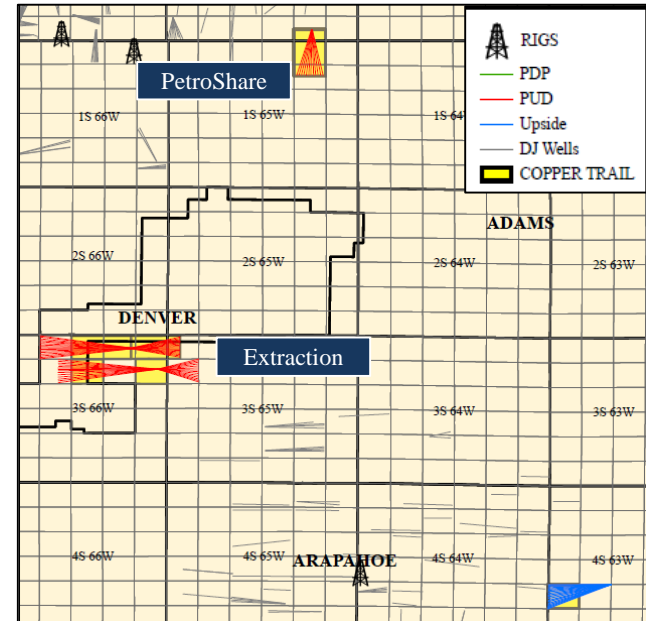 RIGS
PDP
PUD
Upside
DJ Wells
COPPER TRAIL
PetroShare
1S 66W
1S 65W
1S 64
ADAMS
2S 66W
2S 65W
2S 64W
2S 63W
DENVER
Extraction
3S 66W
3S 65W
3S 64W
3S 63W
4S 66W
4S 65W
ARAPAHOE
4S 64W
4S 63W